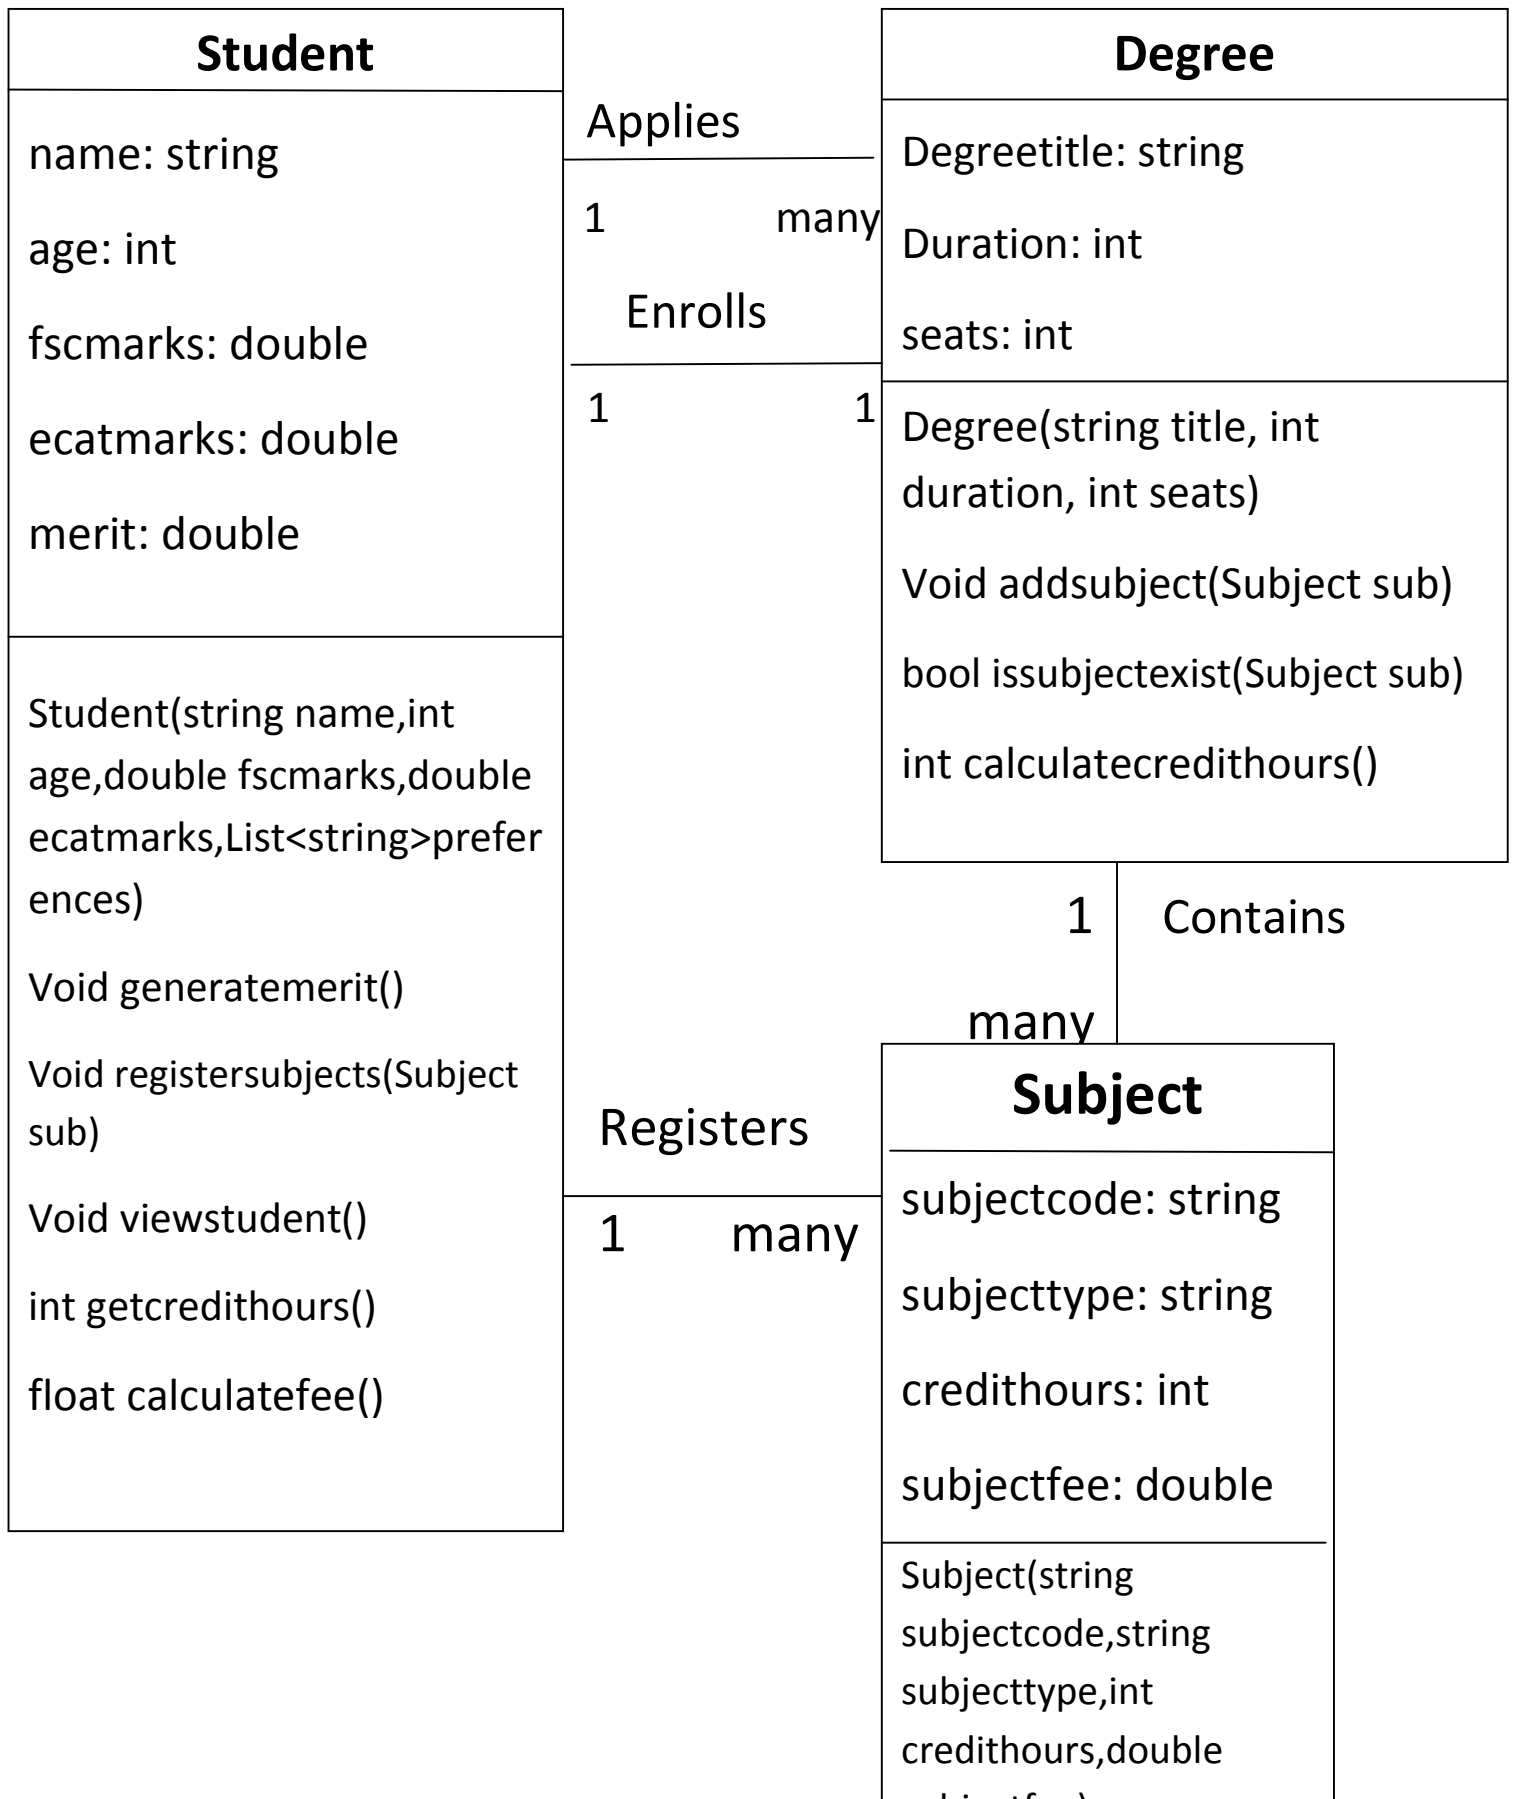 Student
name: string
age: int
fscmarks: double
ecatmarks: double
merit: double
Student(string name,int
age,double fscmarks,double
ecatmarks,List<string>prefer
ences)
Void generatemerit()
Void registersubjects(Subject
sub)
Void viewstudent()
int getcredithours()
float calculatefee()
Applies
1 many
Enrolls
1 1
Degree
Degreetitle: string
Duration: int
seats: int
Degree(string title, int
duration, int seats)
Void addsubject(Subject sub)
bool issubjectexist(Subject sub)
int calculatecredithours()
1 Contains
many
Registers
1 many
Subject
subjectcode: string
subjecttype: string
credithours: int
subjectfee: double
Subject(string
subjectcode,string
subjecttype,int
credithours,double